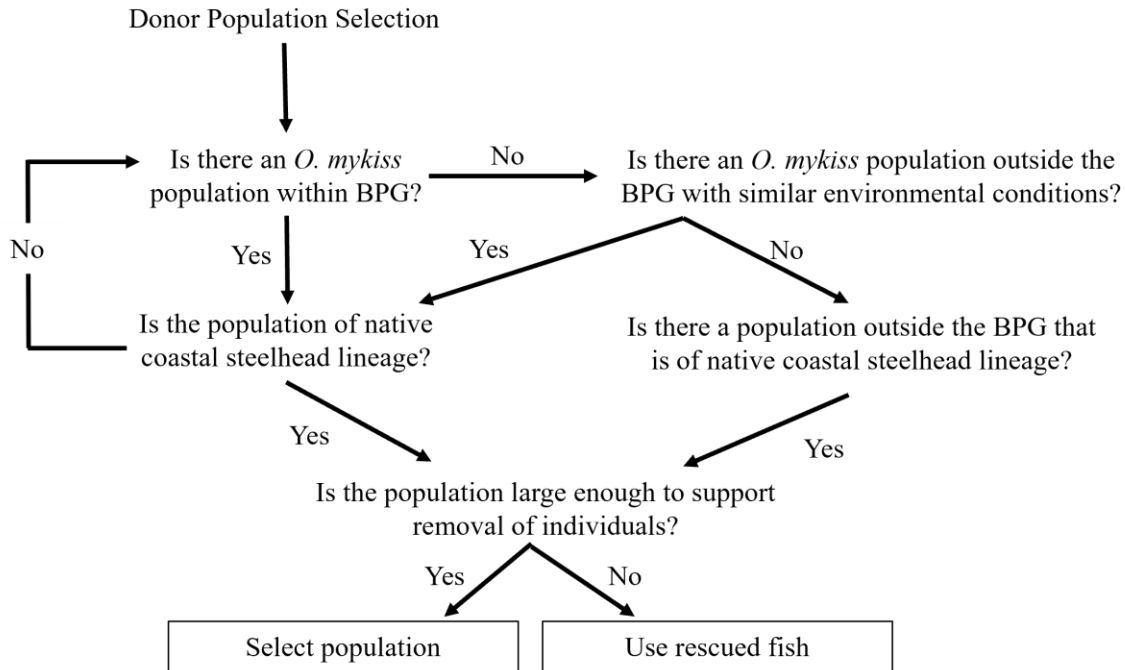 Donor Population Selection
Is there an O. mykiss
population within BPG?
No
Is there an O. mykiss population outside the
BPG with similar environmental conditions?
No
Yes
Yes
No
Is the population of native
coastal steelhead lineage?
Is there a population outside the BPG that
is of native coastal steelhead lineage?
Yes
Yes
Is the population large enough to support
removal of individuals?
Yes
No
Select population
Use rescued fish